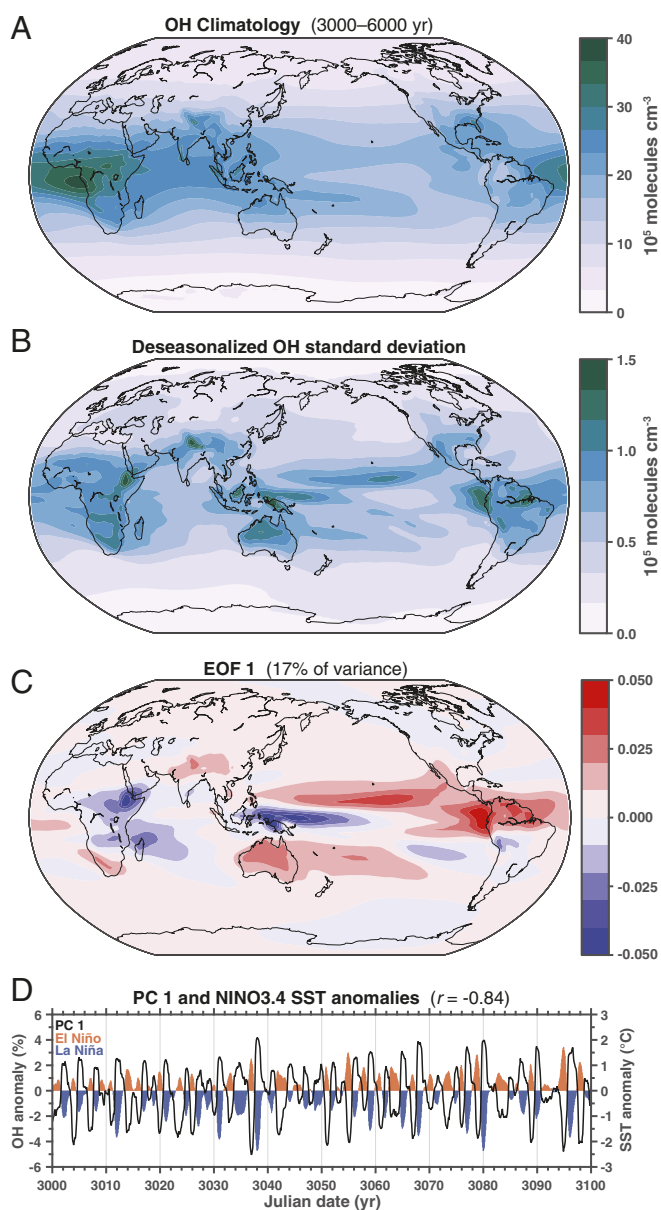 A
OH Climatology (3000–6000 yr)
40
30
20
10
0
10⁵ molecules cm⁻³
B
Deseasonalized OH standard deviation
1.5
1.0
0.5
0.0
10⁵ molecules cm⁻³
C
EOF 1 (17% of variance)
0.050
0.025
0.000
-0.025
-0.050
D
PC 1 and NINO3.4 SST anomalies (r = -0.84)
PC 1
El Niño
La Niña
6
4
2
0
-2
-4
-6
OH anomaly (%)
3
2
1
0
-1
-2
-3
SST anomaly (°C)
3000 3010 3020 3030 3040 3050 3060 3070 3080 3090 3100
Julian date (yr)